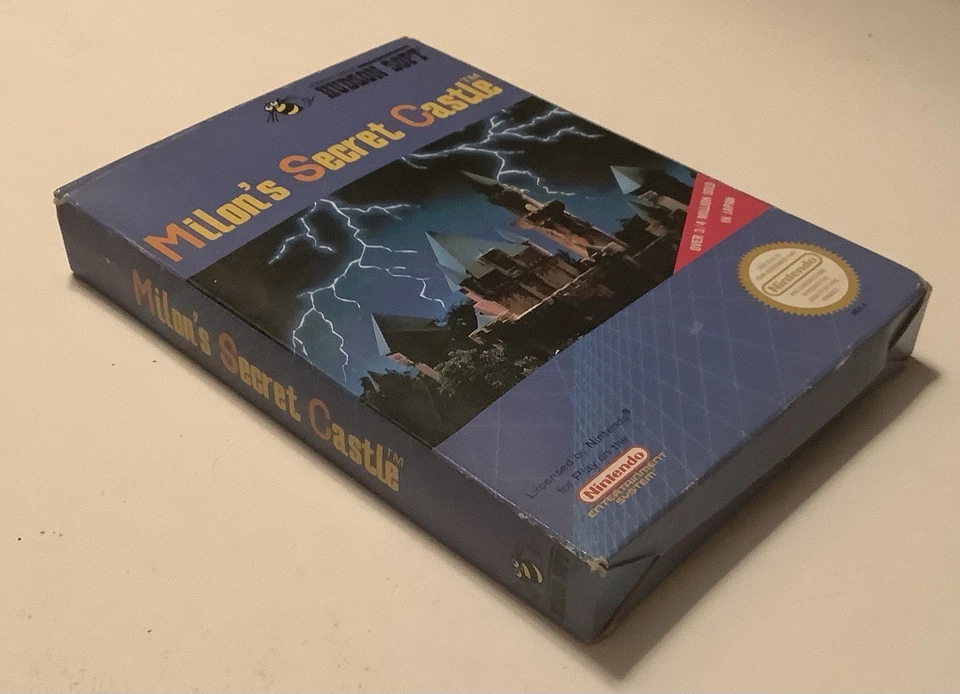 HUDSON SOFT
Milon's Secret Castle™
OVER 3/4 MILLION SOLD
IN JAPAN
Nintendo
Licensed by Nintendo®
for Play on the
Nintendo
ENTERTAINMENT
SYSTEM®
Milon's Secret Castle™